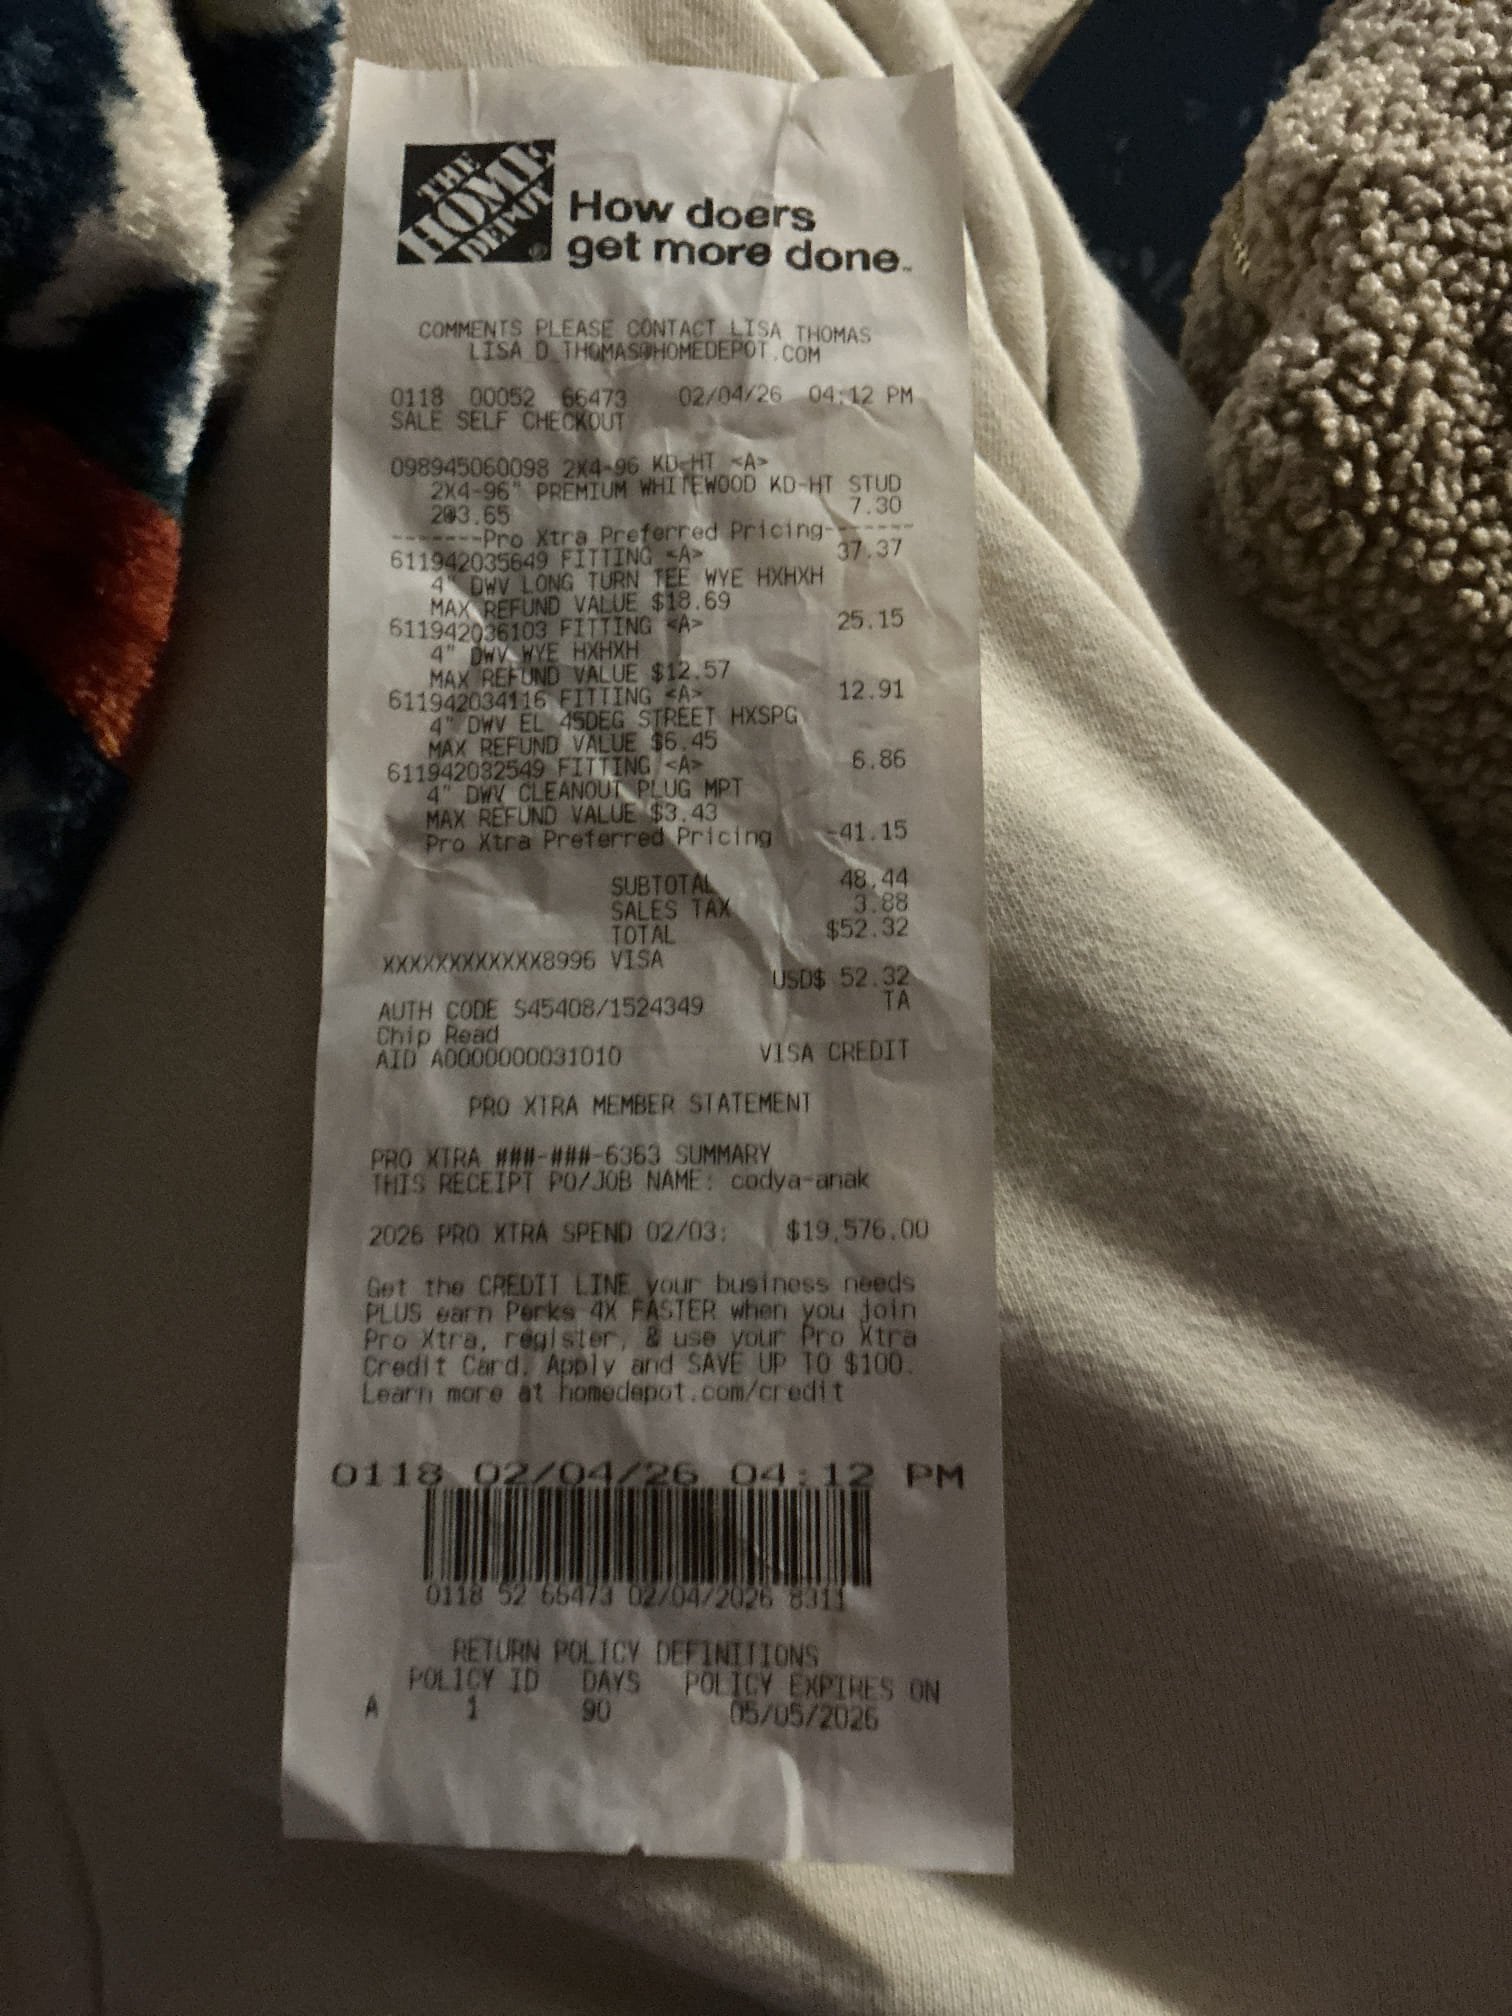 THE
HOME
DEPOT
How doers
get more done.
COMMENTS PLEASE CONTACT LISA THOMAS
LISA_D_THOMAS@HOMEDEPOT.COM
0118 00052 66473 02/04/26 04:12 PM
SALE SELF CHECKOUT
098945060098 2X4-96 KD-HT <A>
2X4-96" PREMIUM WHITEWOOD KD-HT STUD
2@3.65 7.30
-------Pro Xtra Preferred Pricing-------
611942035649 FITTING <A> 37.37
4" DWV LONG TURN TEE WYE HXHXH
MAX REFUND VALUE $18.69
611942036103 FITTING <A> 25.15
4" DWV WYE HXHXH
MAX REFUND VALUE $12.57
611942034116 FITTING <A> 12.91
4" DWV EL 45DEG STREET HXSPG
MAX REFUND VALUE $6.45
611942032549 FITTING <A> 6.86
4" DWV CLEANOUT PLUG MPT
MAX REFUND VALUE $3.43
Pro Xtra Preferred Pricing -41.15
SUBTOTAL 48.44
SALES TAX 3.88
TOTAL $52.32
XXXXXXXXXXXX8996 VISA
USD$ 52.32
AUTH CODE S45408/1524349 TA
Chip Read
AID A0000000031010 VISA CREDIT
PRO XTRA MEMBER STATEMENT
PRO XTRA ###-###-6363 SUMMARY
THIS RECEIPT PO/JOB NAME: codya-anak
2026 PRO XTRA SPEND 02/03: $19,576.00
Get the CREDIT LINE your business needs
PLUS earn Perks 4X FASTER when you join
Pro Xtra, register, & use your Pro Xtra
Credit Card. Apply and SAVE UP TO $100.
Learn more at homedepot.com/credit
0118 02/04/26 04:12 PM
0118 52 66473 02/04/2026 8311
RETURN POLICY DEFINITIONS
POLICY ID DAYS POLICY EXPIRES ON
A 1 90 05/05/2026